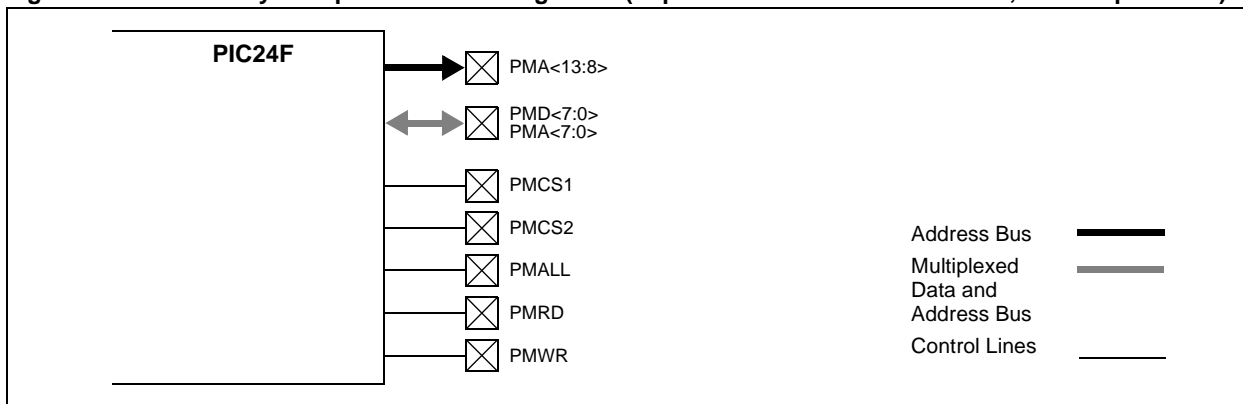 PIC24F
PMA<13:8>
PMD<7:0>
PMA<7:0>
PMCS1
PMCS2
PMALL
PMRD
PMWR
Address Bus
Multiplexed
Data and
Address Bus
Control Lines